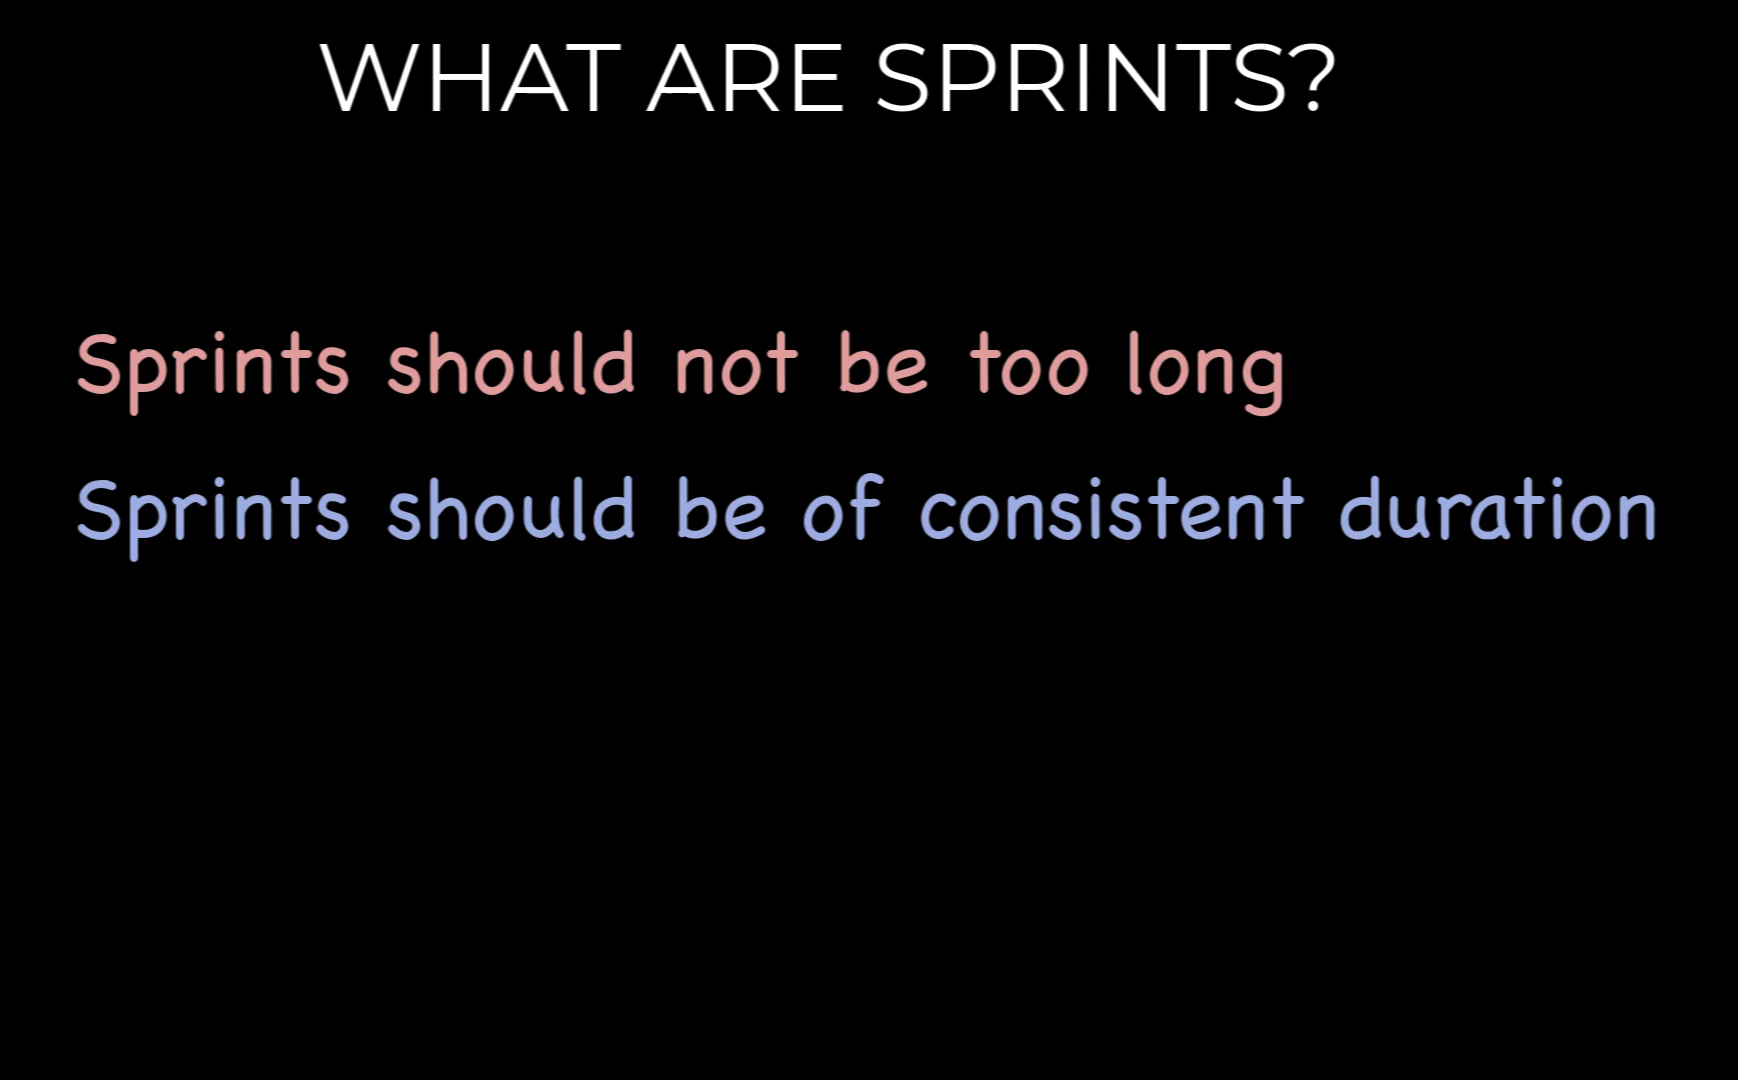 WHAT ARE SPRINTS?
Sprints should not be too long
Sprints should be of consistent duration